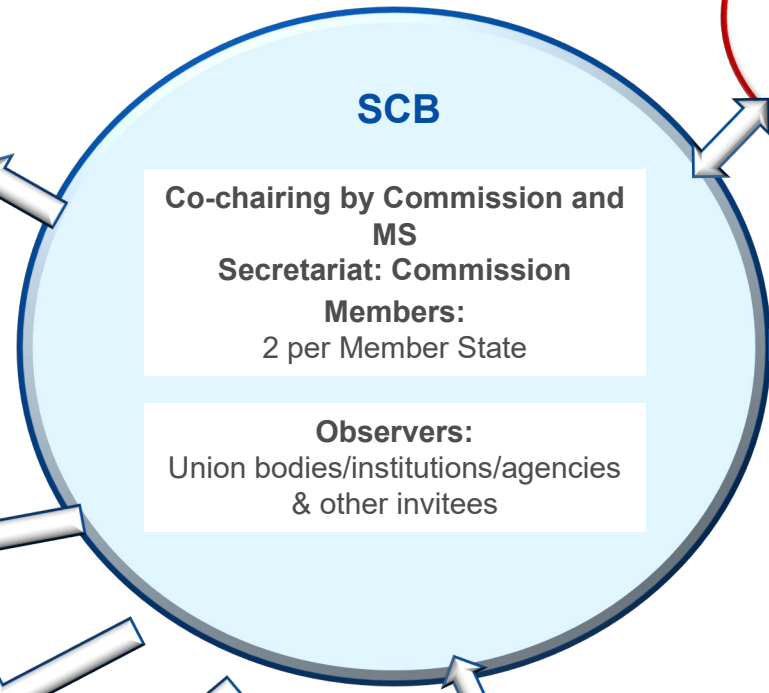 SCB
Co-chairing by Commission and
MS
Secretariat: Commission
Members:
2 per Member State
Observers:
Union bodies/institutions/agencies
& other invitees